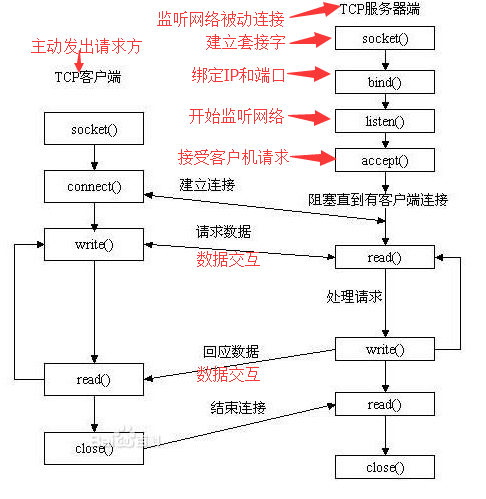 监听网络被动连接
TCP服务器端
建立套接字
socket()
主动发出请求方
绑定IP和端口
bind()
TCP客户端
开始监听网络
listen()
socket()
接受客户机请求
accept()
connect()
建立连接
阻塞直到有客户端连接
write()
请求数据
数据交互
read()
处理请求
回应数据
write()
read()
数据交互
结束连接
read()
close()
close()